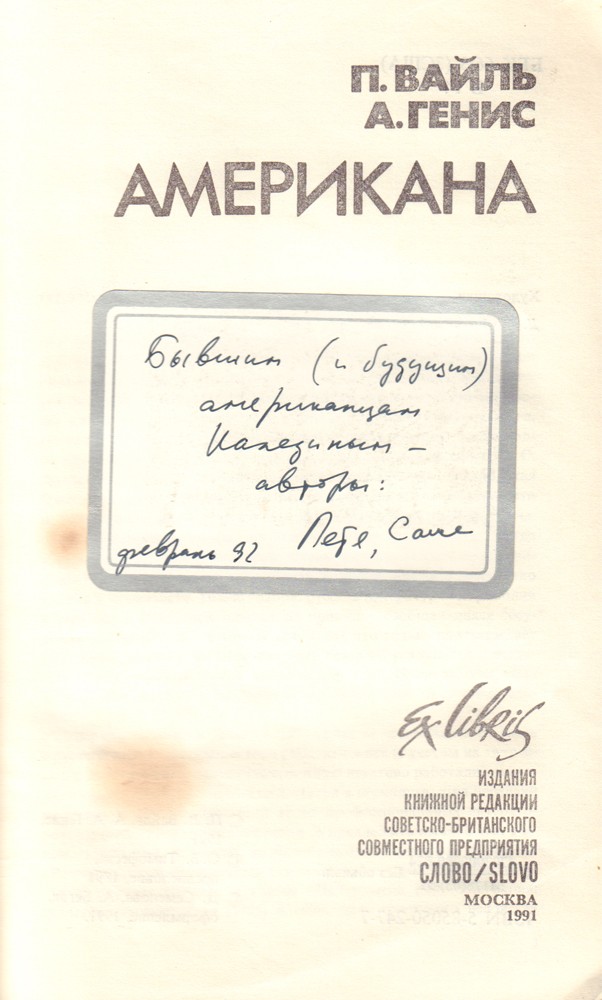 П. ВАЙЛЬ
А. ГЕНИС
АМЕРИКАНА
Бывшим (и будущим)
американцам
Калединым –
авторы:
Петя, Саша
февраль 92
Ex libris
ИЗДАНИЯ
КНИЖНОЙ РЕДАКЦИИ
СОВЕТСКО-БРИТАНСКОГО
СОВМЕСТНОГО ПРЕДПРИЯТИЯ
СЛОВО/SLOVO
МОСКВА
1991